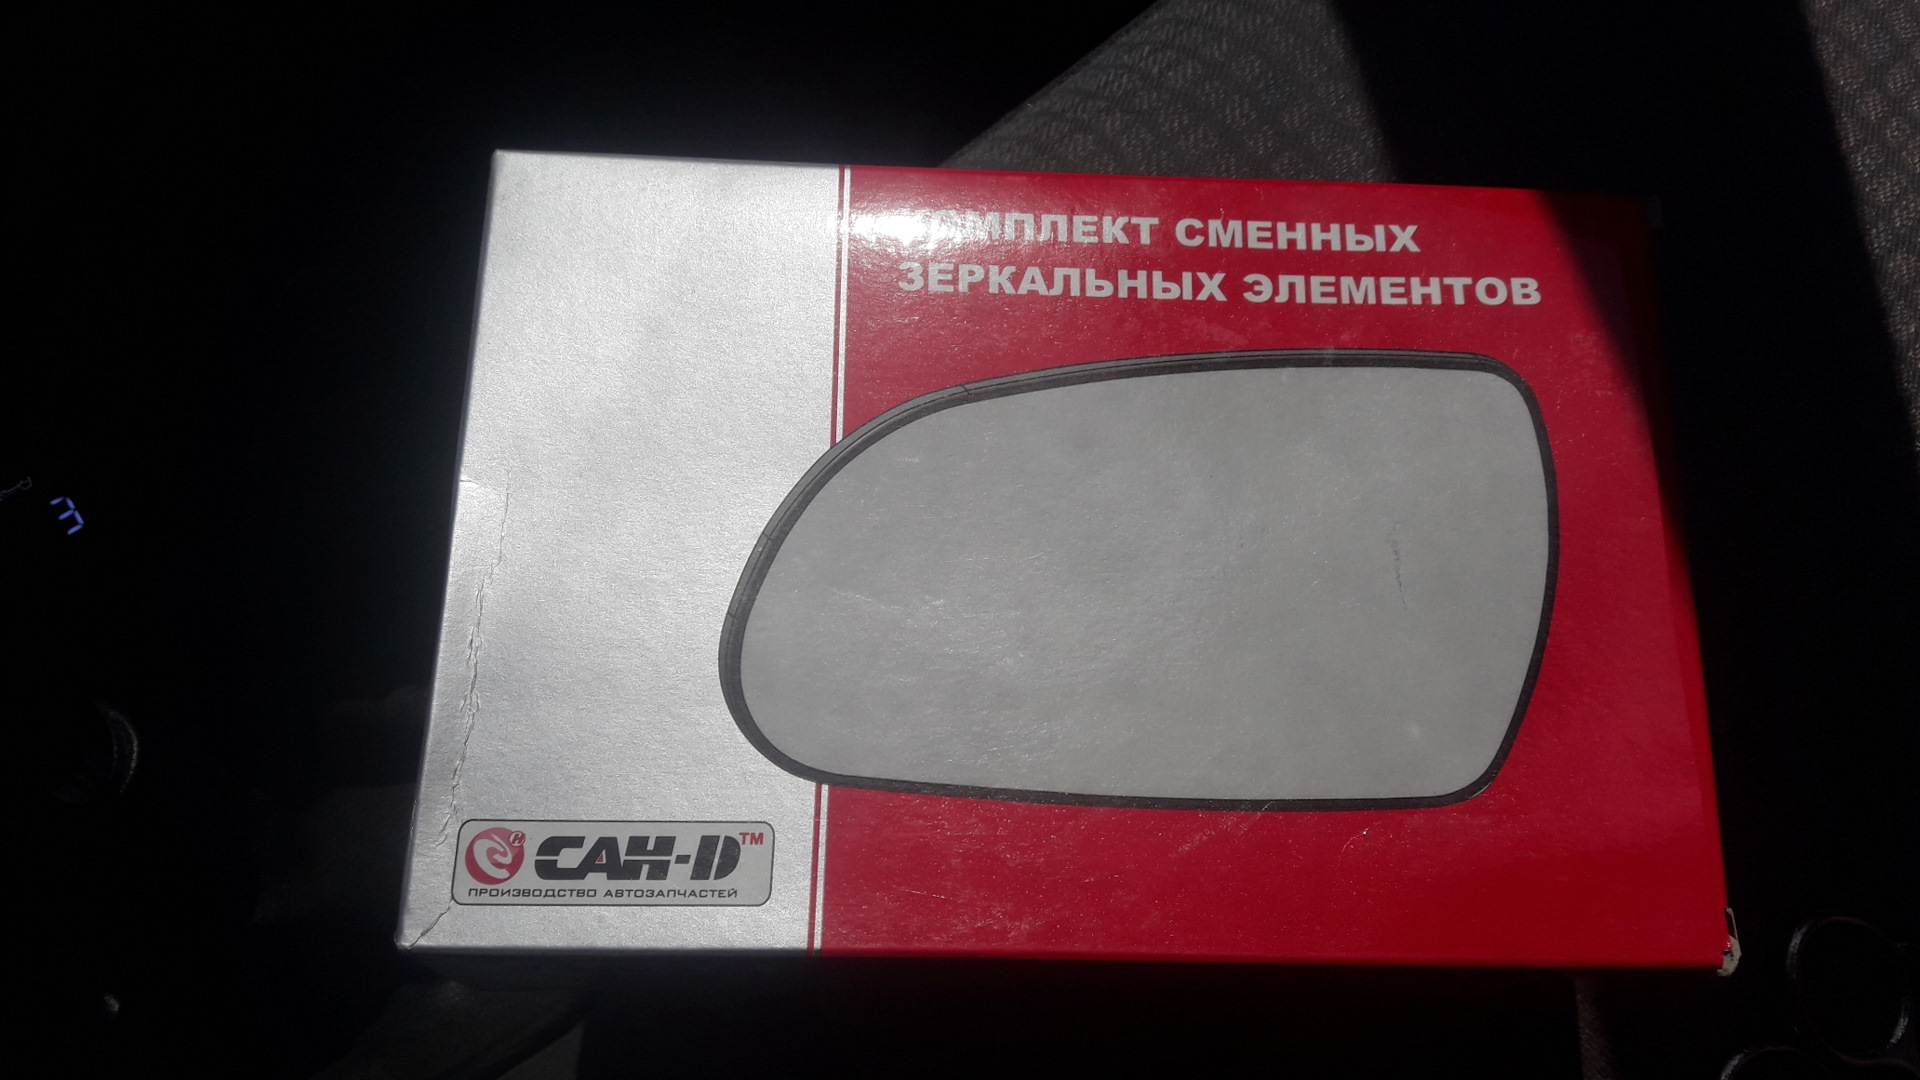 КОМПЛЕКТ СМЕННЫХ
ЗЕРКАЛЬНЫХ ЭЛЕМЕНТОВ
САН-D™
ПРОИЗВОДСТВО АВТОЗАПЧАСТЕЙ